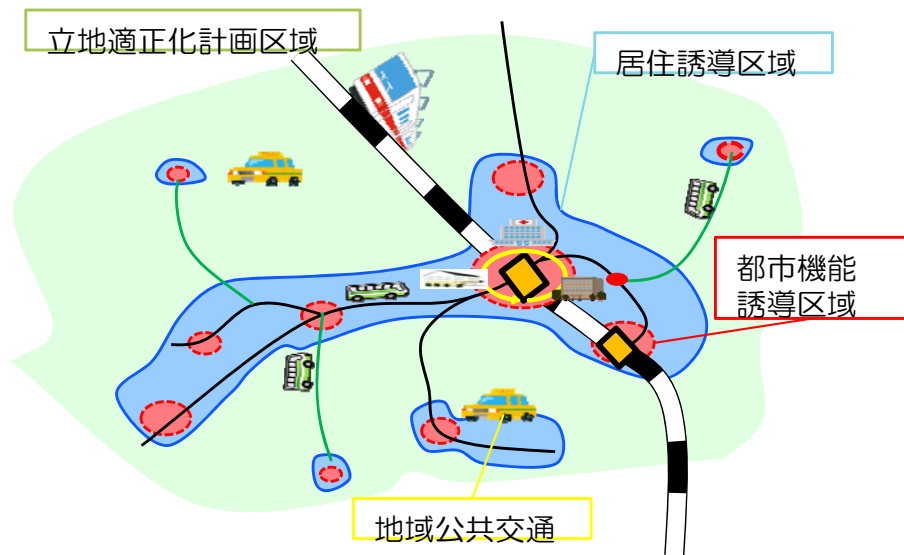 立地適正化計画区域
居住誘導区域
都市機能
誘導区域
地域公共交通